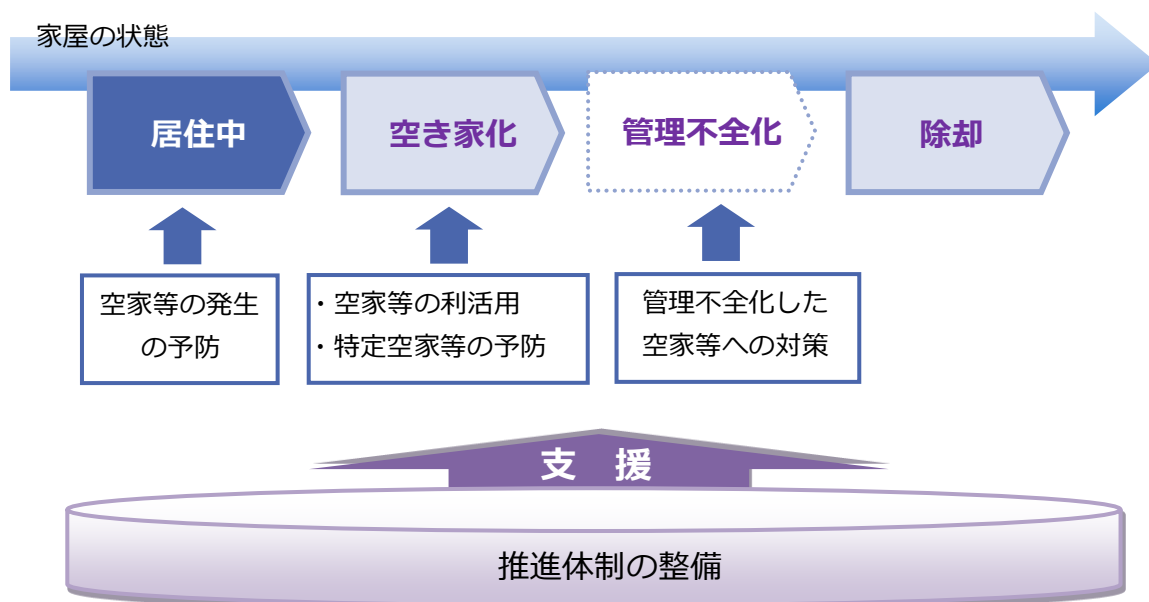 家屋の状態
居住中
空き家化
管理不全化
除却
空家等の発生
の予防
・空家等の利活用
・特定空家等の予防
管理不全化した
空家等への対策
支 援
推進体制の整備